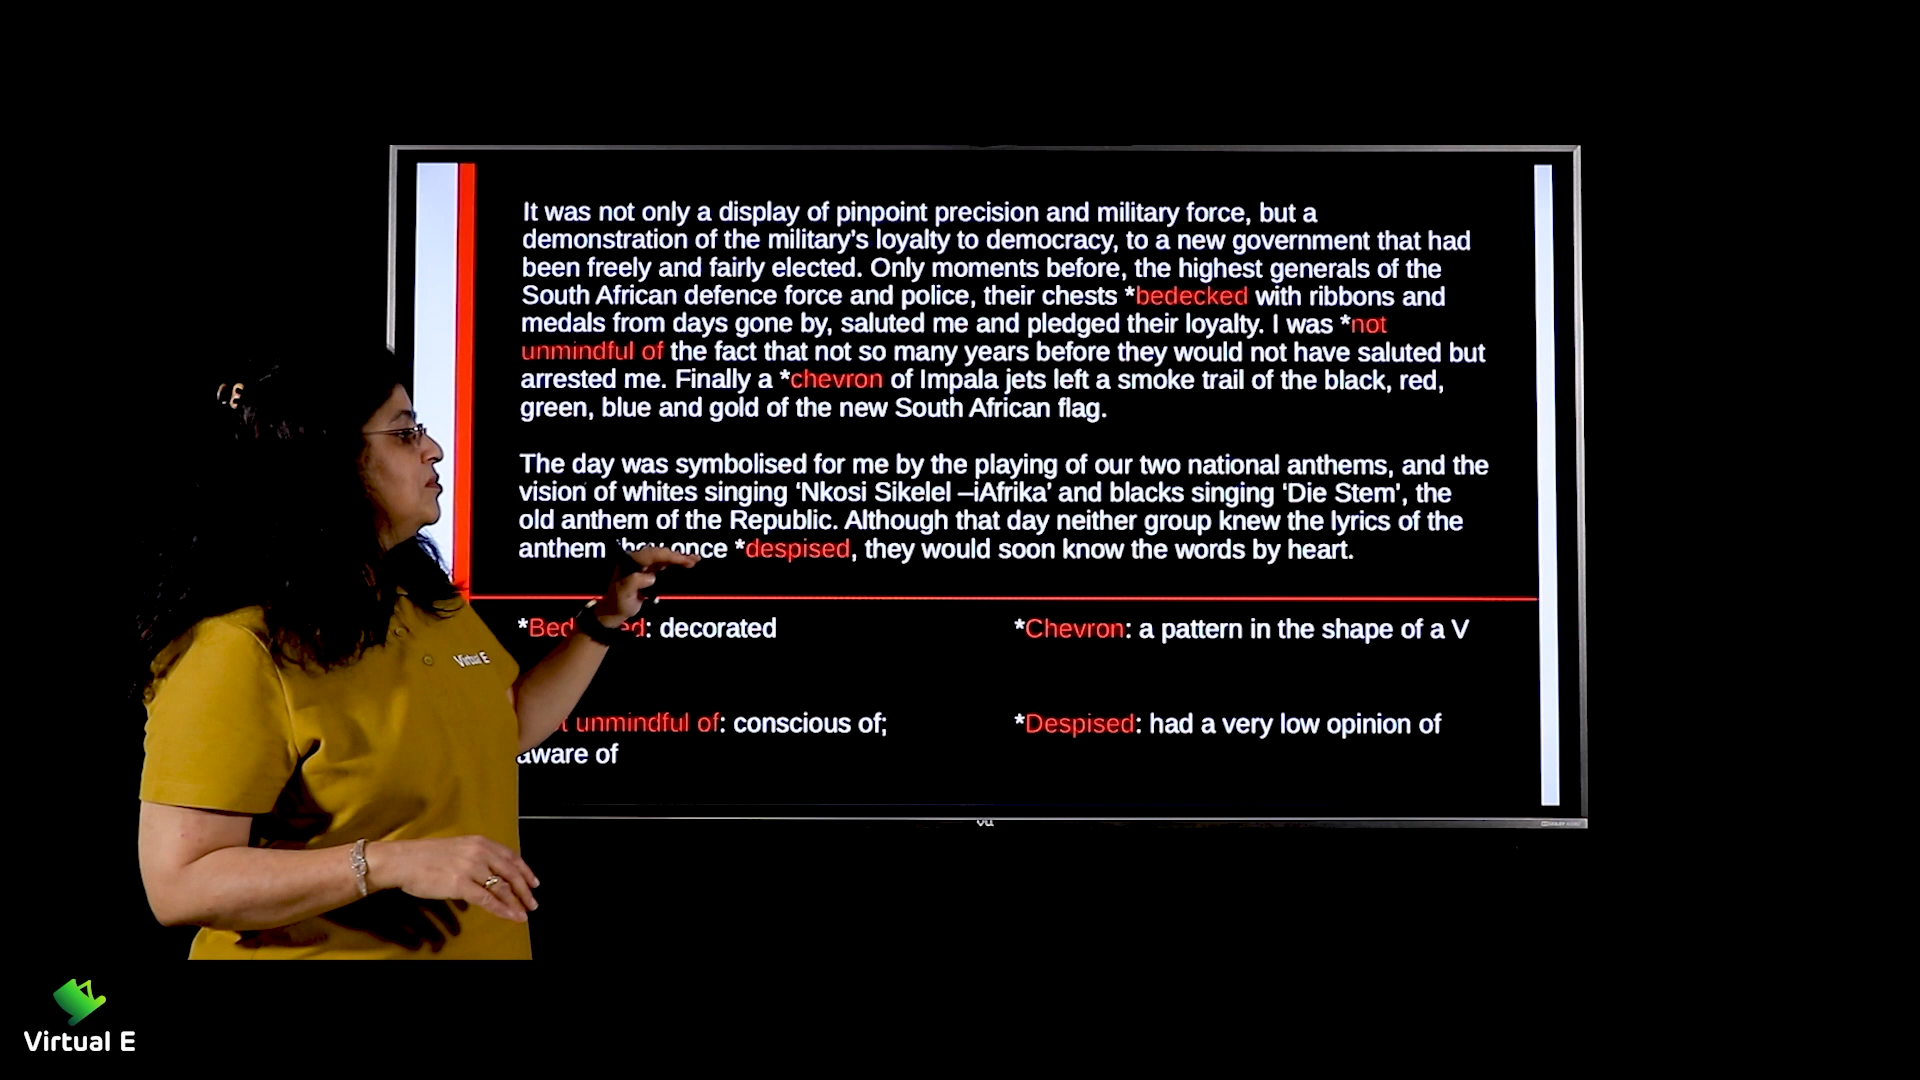 It was not only a display of pinpoint precision and military force, but a
demonstration of the military's loyalty to democracy, to a new government that had
been freely and fairly elected. Only moments before, the highest generals of the
South African defence force and police, their chests *bedecked with ribbons and
medals from days gone by, saluted me and pledged their loyalty. I was *not
unmindful of the fact that not so many years before they would not have saluted but
arrested me. Finally a *chevron of Impala jets left a smoke trail of the black, red,
green, blue and gold of the new South African flag.
The day was symbolised for me by the playing of our two national anthems, and the
vision of whites singing ‘Nkosi Sikelel –iAfrika’ and blacks singing ‘Die Stem’, the
old anthem of the Republic. Although that day neither group knew the lyrics of the
anthem once *despised, they would soon know the words by heart.
: decorated
*Chevron: a pattern in the shape of a V
unmindful of: conscious of;
aware of
*Despised: had a very low opinion of
Virtual E
Virtual E